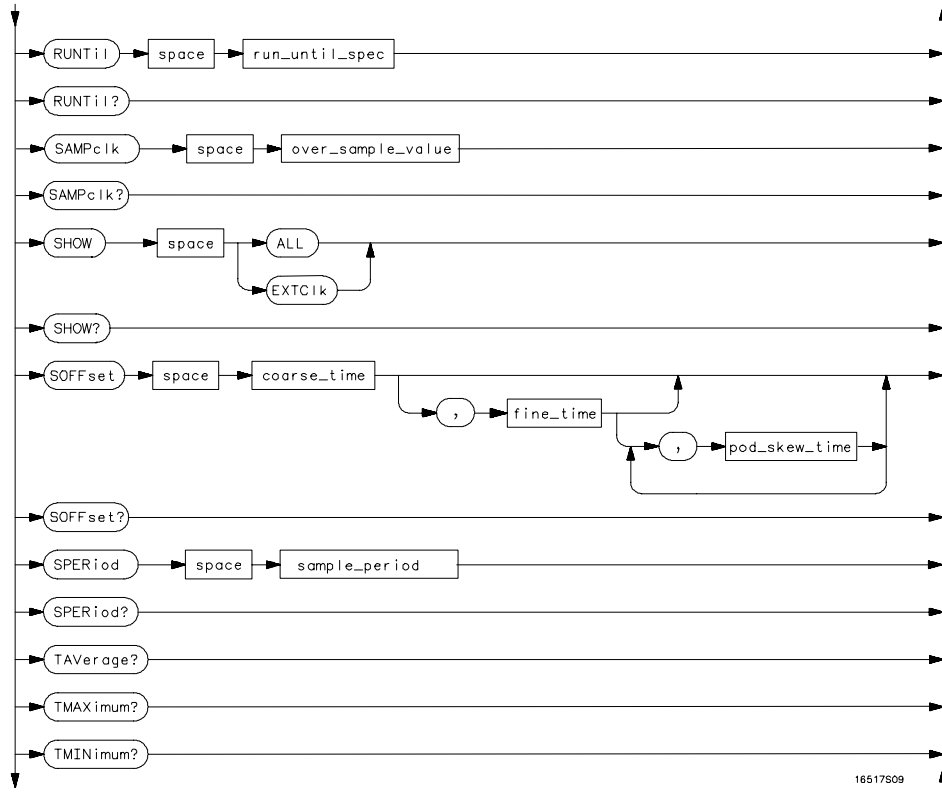 RUNTil space run_until_spec
RUNTil?
SAMPclk space over_sample_value
SAMPclk?
SHOW space ALL
EXTClk
SHOW?
SOFFset space coarse_time
, fine_time
, pod_skew_time
SOFFset?
SPERiod space sample_period
SPERiod?
TAVerage?
TMAXimum?
TMINimum?
16517S09